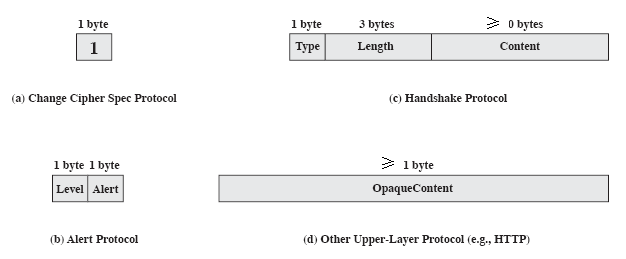 1 byte
1
(a) Change Cipher Spec Protocol
1 byte 3 bytes ≥ 0 bytes
Type Length Content
(c) Handshake Protocol
1 byte 1 byte
Level Alert
(b) Alert Protocol
≥ 1 byte
OpaqueContent
(d) Other Upper-Layer Protocol (e.g., HTTP)